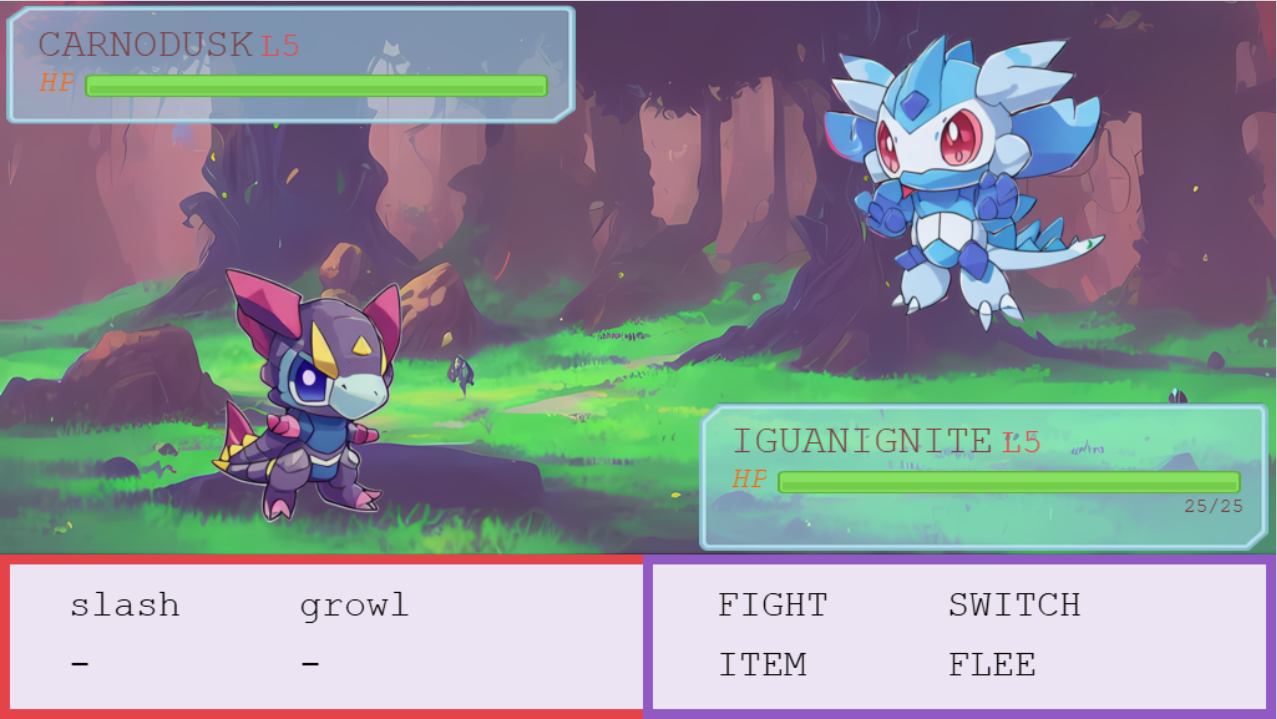 CARNODUSK L5
HP
IGUANIGNITE L5
HP
25/25
slash growl
- -
FIGHT SWITCH
ITEM FLEE